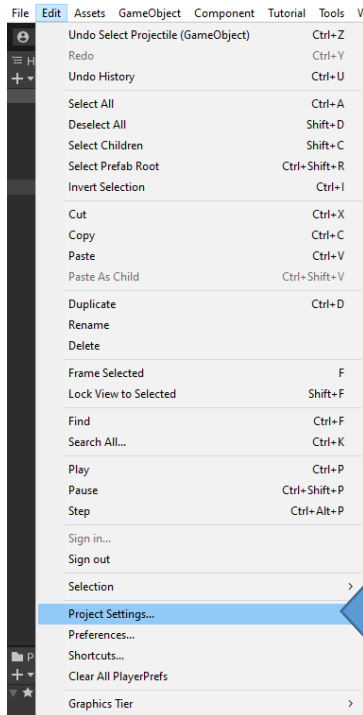 File Edit Assets GameObject Component Tutorial Tools
Undo Select Projectile (GameObject) Ctrl+Z
Redo Ctrl+Y
Undo History Ctrl+U
Select All Ctrl+A
Deselect All Shift+D
Select Children Shift+C
Select Prefab Root Ctrl+Shift+R
Invert Selection Ctrl+I
Cut Ctrl+X
Copy Ctrl+C
Paste Ctrl+V
Paste As Child Ctrl+Shift+V
Duplicate Ctrl+D
Rename
Delete
Frame Selected F
Lock View to Selected Shift+F
Find Ctrl+F
Search All... Ctrl+K
Play Ctrl+P
Pause Ctrl+Shift+P
Step Ctrl+Alt+P
Sign in...
Sign out
Selection >
Project Settings...
Preferences...
Shortcuts...
Clear All PlayerPrefs
Graphics Tier >